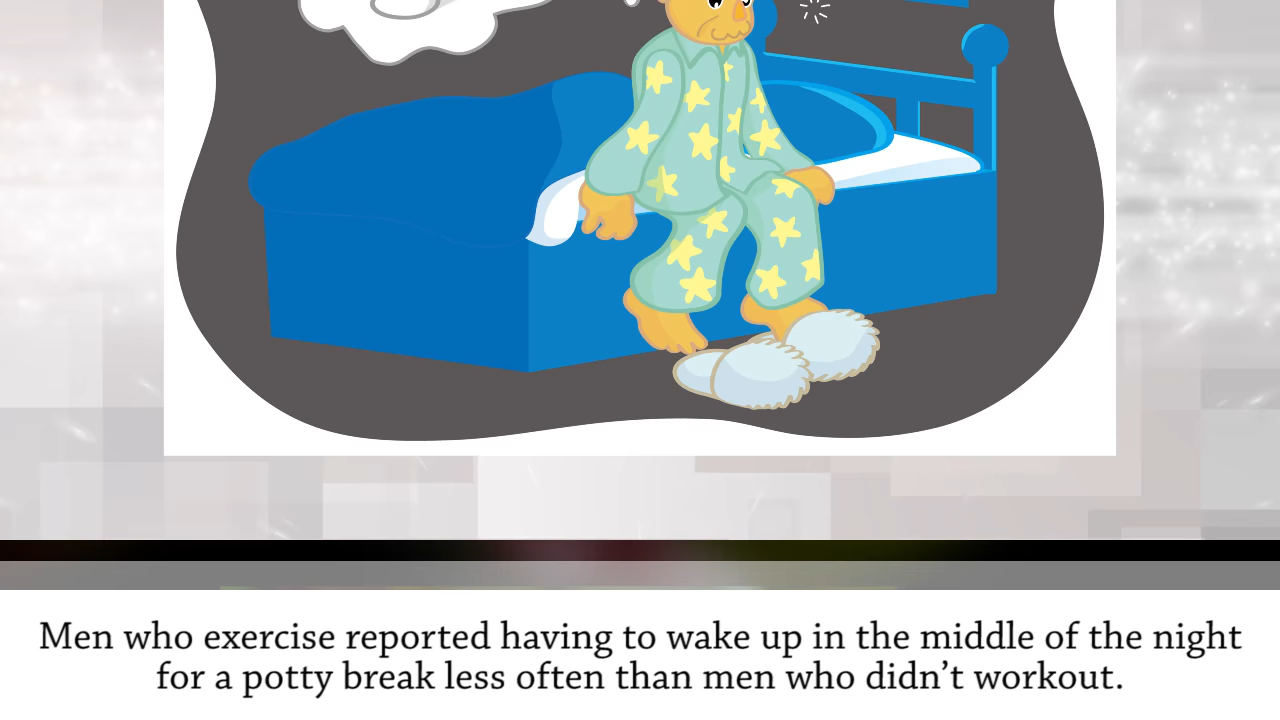 Men who exercise reported having to wake up in the middle of the night
for a potty break less often than men who didn’t workout.